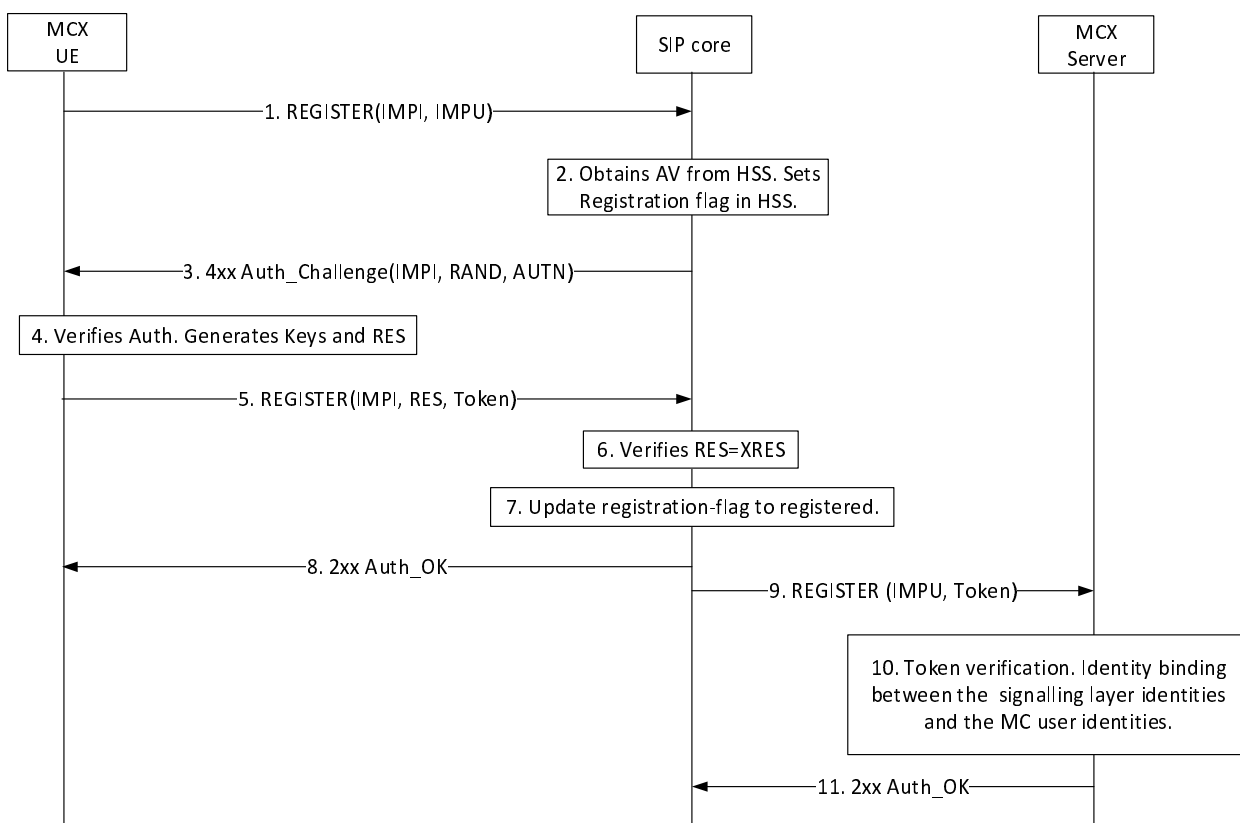 MCX
UE
SIP core
MCX
Server
1. REGISTER(IMPI, IMPU)
2. Obtains AV from HSS. Sets
Registration flag in HSS.
3. 4xx Auth_Challenge(IMPI, RAND, AUTN)
4. Verifies Auth. Generates Keys and RES
5. REGISTER(IMPI, RES, Token)
6. Verifies RES=XRES
7. Update registration-flag to registered.
8. 2xx Auth_OK
9. REGISTER (IMPU, Token)
10. Token verification. Identity binding
between the signalling layer identities
and the MC user identities.
11. 2xx Auth_OK